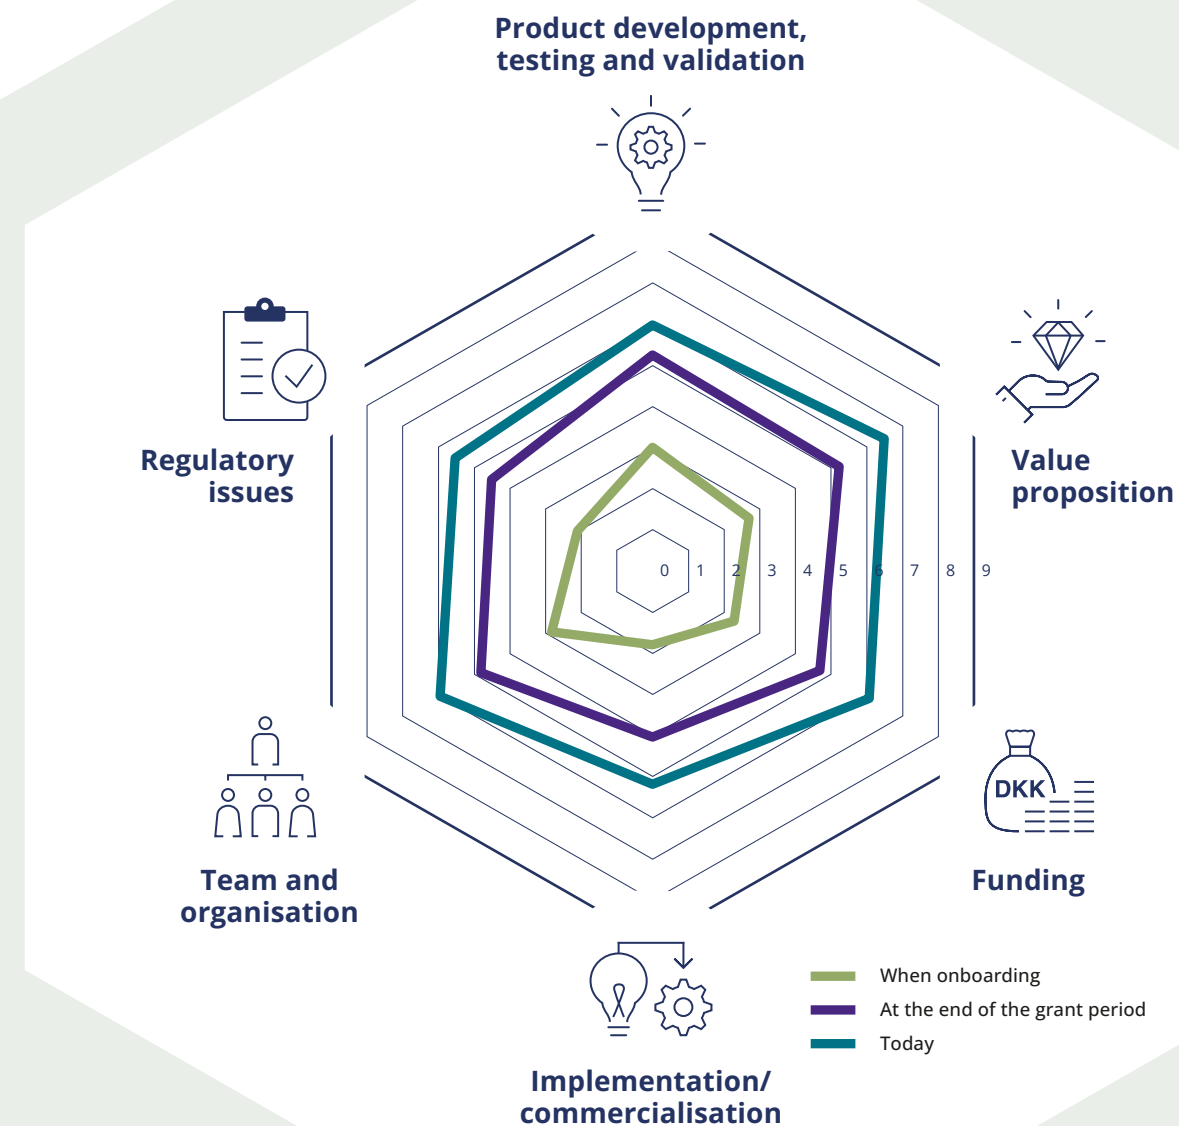 Product development,
testing and validation
Regulatory
issues
Value
proposition
0 1 2 3 4 5 6 7 8 9
DKK
Team and
organisation
Funding
When onboarding
At the end of the grant period
Today
Implementation/
commercialisation